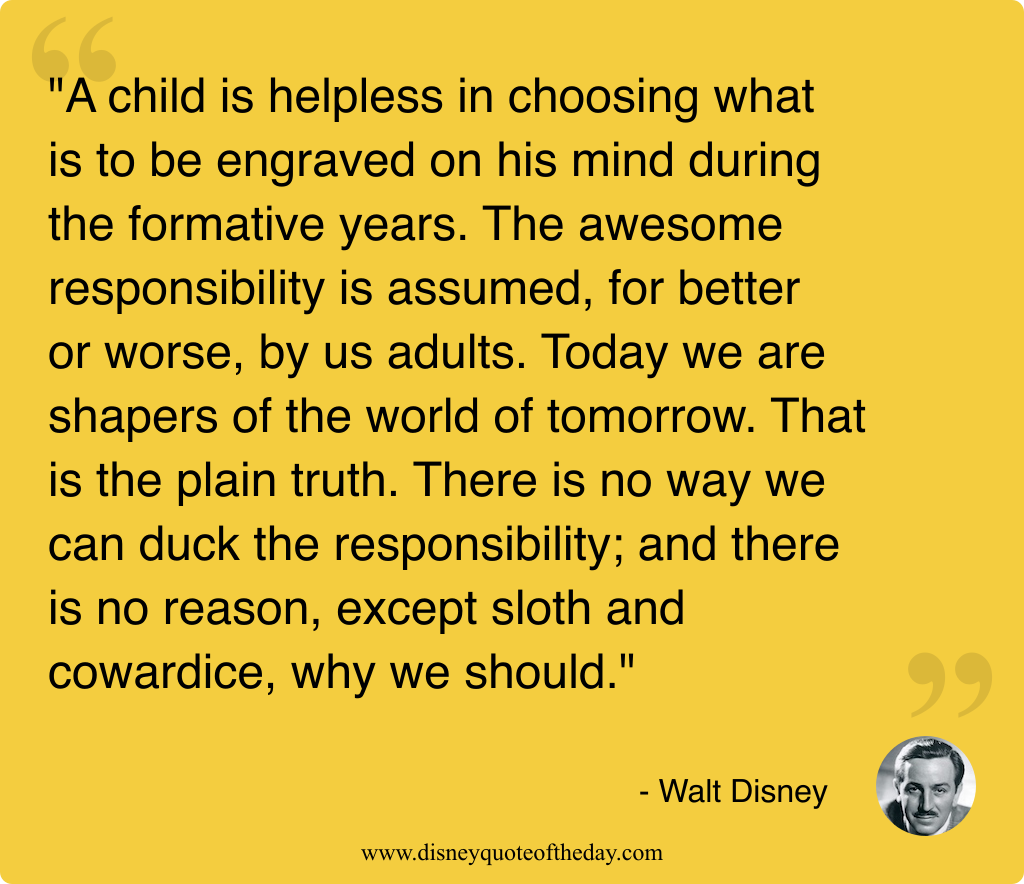 "A child is helpless in choosing what
is to be engraved on his mind during
the formative years. The awesome
responsibility is assumed, for better
or worse, by us adults. Today we are
shapers of the world of tomorrow. That
is the plain truth. There is no way we
can duck the responsibility; and there
is no reason, except sloth and
cowardice, why we should."
- Walt Disney
www.disneyquoteoftheday.com